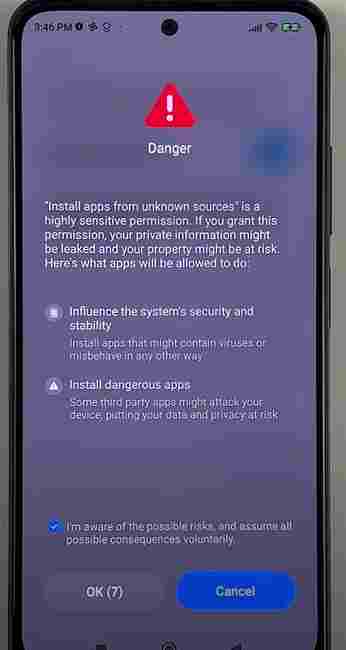 3:46 PM
Danger
"Install apps from unknown sources" is a
highly sensitive permission. If you grant this
permission, your private information might
be leaked and your property might be at risk.
Here's what apps will be allowed to do:
Influence the system's security and
stability
Install apps that might contain viruses or
misbehave in any other way
Install dangerous apps
Some third party apps might attack your
device, putting your data and privacy at risk
I'm aware of the possible risks, and assume all
possible consequences voluntarily.
OK (7)
Cancel